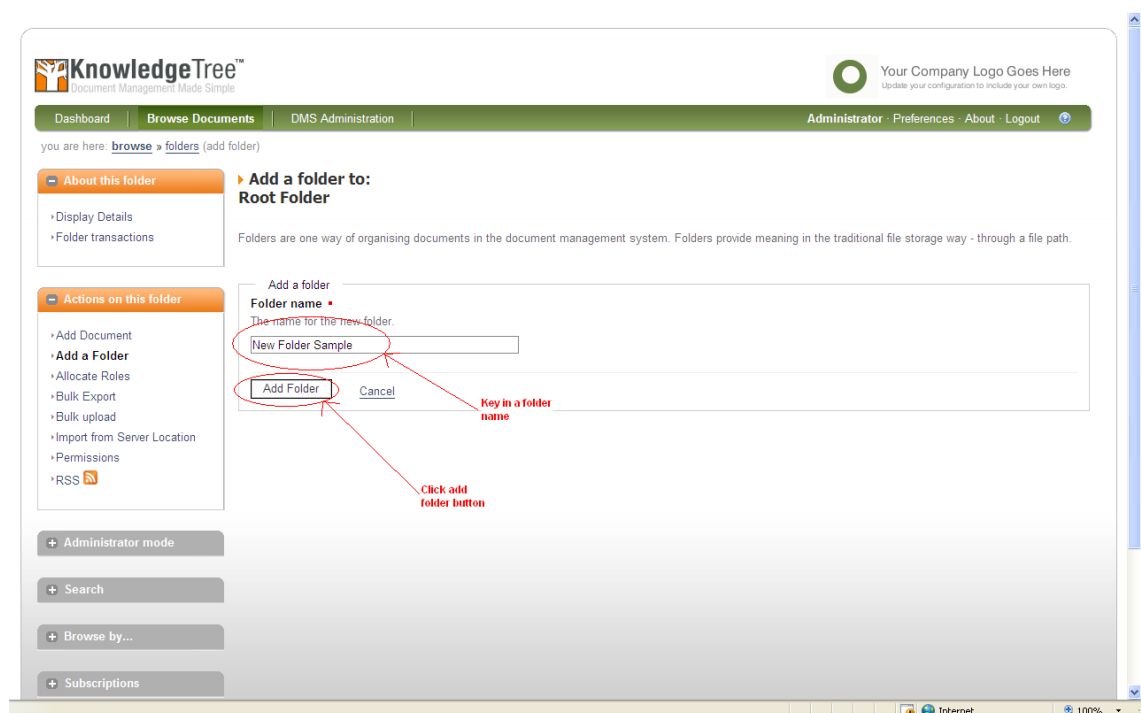 KnowledgeTree™
Document Management Made Simple
Your Company Logo Goes Here
Update your configuration to include your own logo.
Dashboard
Browse Documents
DMS Administration
Administrator · Preferences · About · Logout
you are here: browse » folders (add folder)
About this folder
Display Details
Folder transactions
Actions on this folder
Add Document
Add a Folder
Allocate Roles
Bulk Export
Bulk upload
Import from Server Location
Permissions
RSS
Administrator mode
Search
Browse by...
Subscriptions
Add a folder to:
Root Folder
Folders are one way of organising documents in the document management system. Folders provide meaning in the traditional file storage way - through a file path.
Add a folder
Folder name
The name for the new folder.
New Folder Sample
Add Folder
Cancel
Key in a folder
name
Click add
folder button
Internet
100%